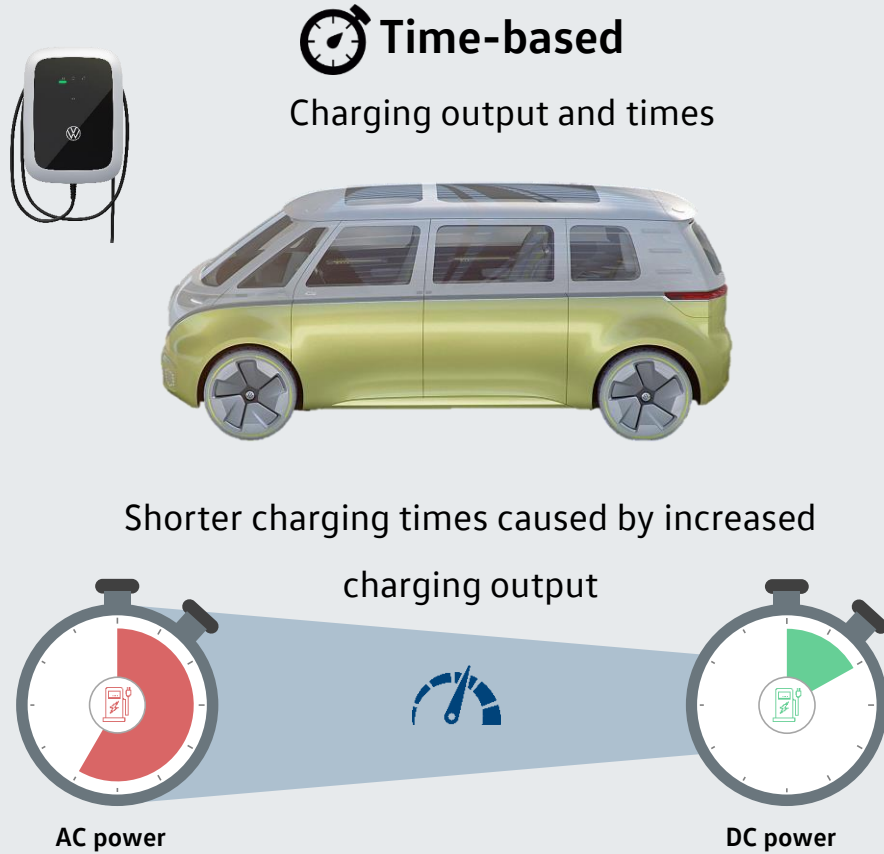 Time-based
Charging output and times
Shorter charging times caused by increased
charging output
AC power
DC power